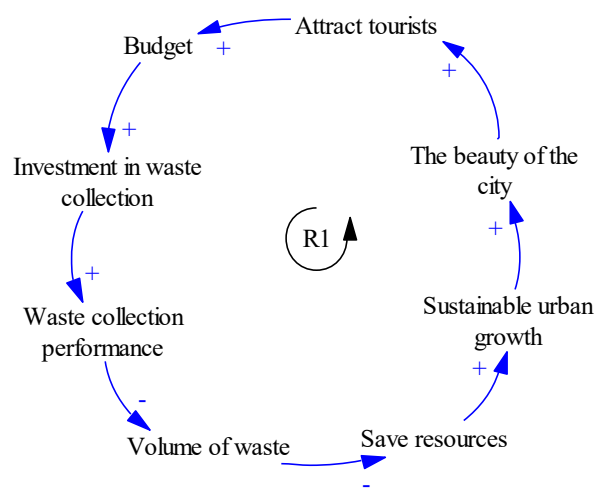 Attract tourists
Budget
+
+
+
+
The beauty of the
city
Investment in waste
collection
+
R1
+
Sustainable urban
growth
Waste collection
performance
+
-
Save resources
Volume of waste
-